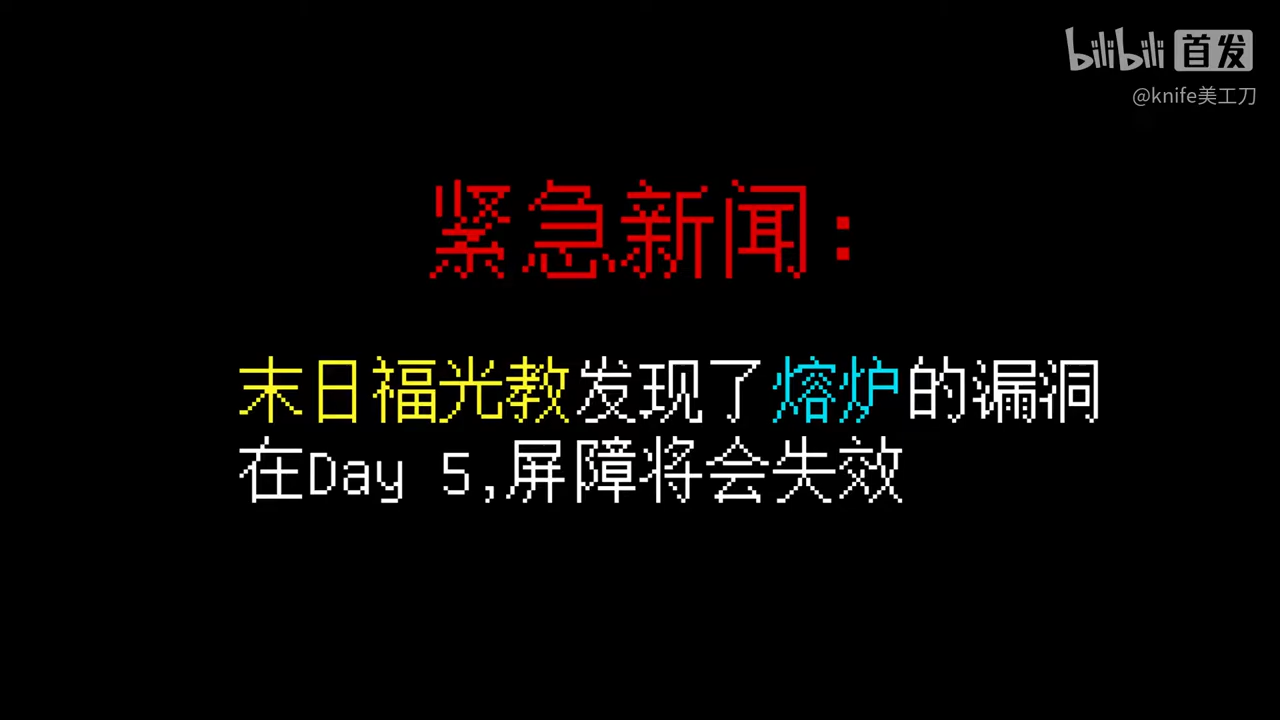 bilibili 首发
@knife美工刀
紧急新闻:
末日福光教发现了熔炉的漏洞
在Day 5,屏障将会失效